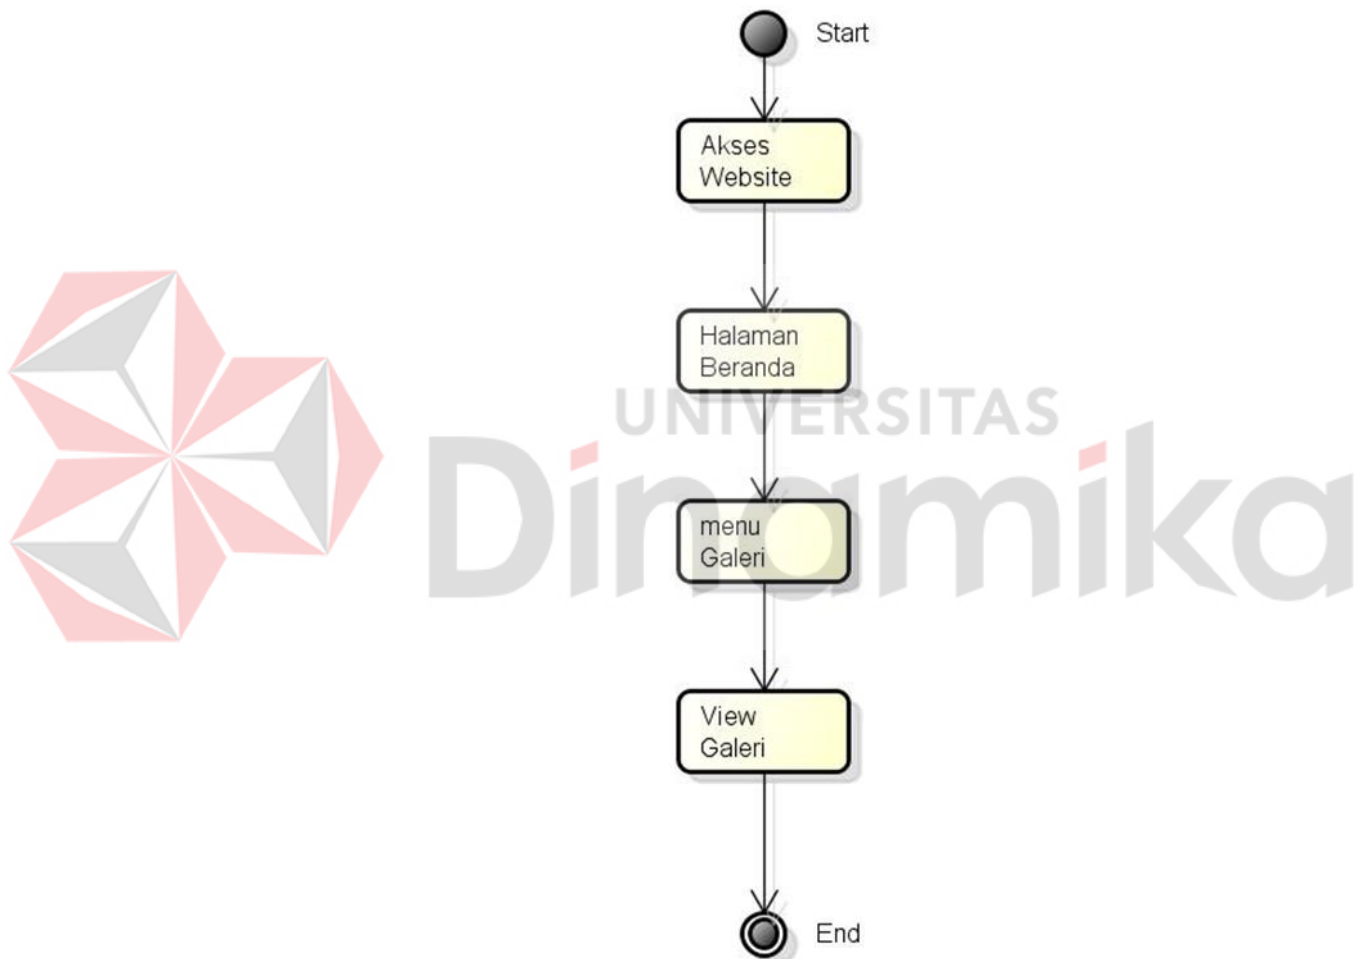 Start
Akses
Website
Halaman
Beranda
UNIVERSITAS
Dinamika
menu
Galeri
View
Galeri
End